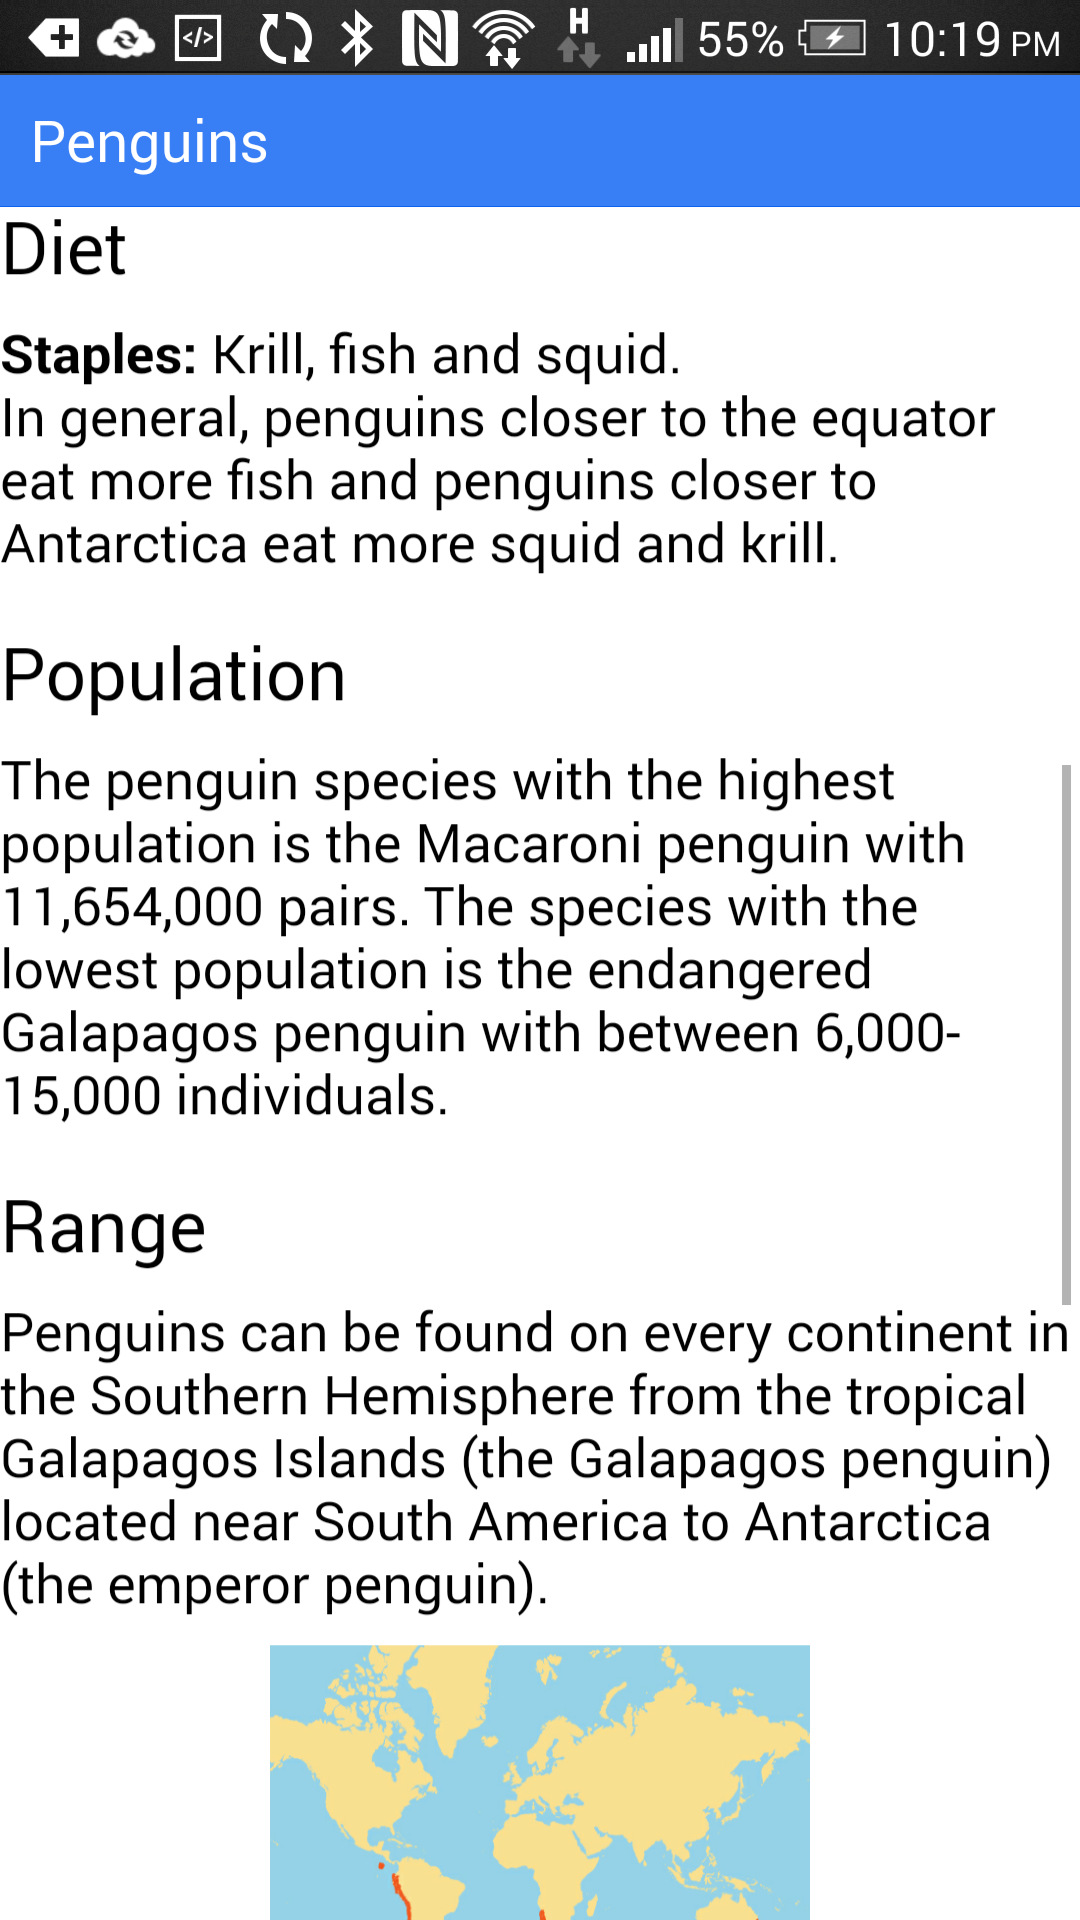 55% 10:19 PM
Penguins
Diet
Staples: Krill, fish and squid.
In general, penguins closer to the equator
eat more fish and penguins closer to
Antarctica eat more squid and krill.
Population
The penguin species with the highest
population is the Macaroni penguin with
11,654,000 pairs. The species with the
lowest population is the endangered
Galapagos penguin with between 6,000-
15,000 individuals.
Range
Penguins can be found on every continent in
the Southern Hemisphere from the tropical
Galapagos Islands (the Galapagos penguin)
located near South America to Antarctica
(the emperor penguin).